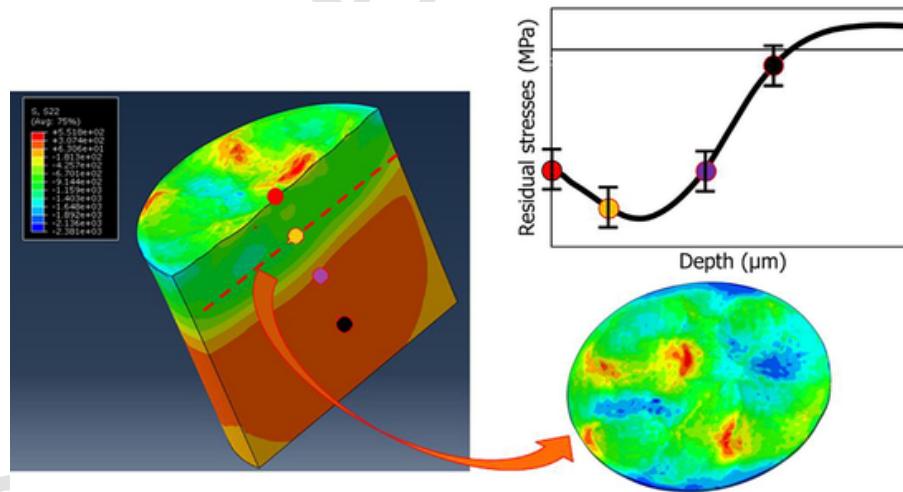 S, S22
(Avg: 75%)
+5.518e+02
+3.074e+02
+6.306e+01
-1.813e+02
-4.257e+02
-6.701e+02
-9.144e+02
-1.159e+03
-1.403e+03
-1.648e+03
-1.892e+03
-2.136e+03
-2.381e+03
Residual stresses (MPa)
Depth (µm)